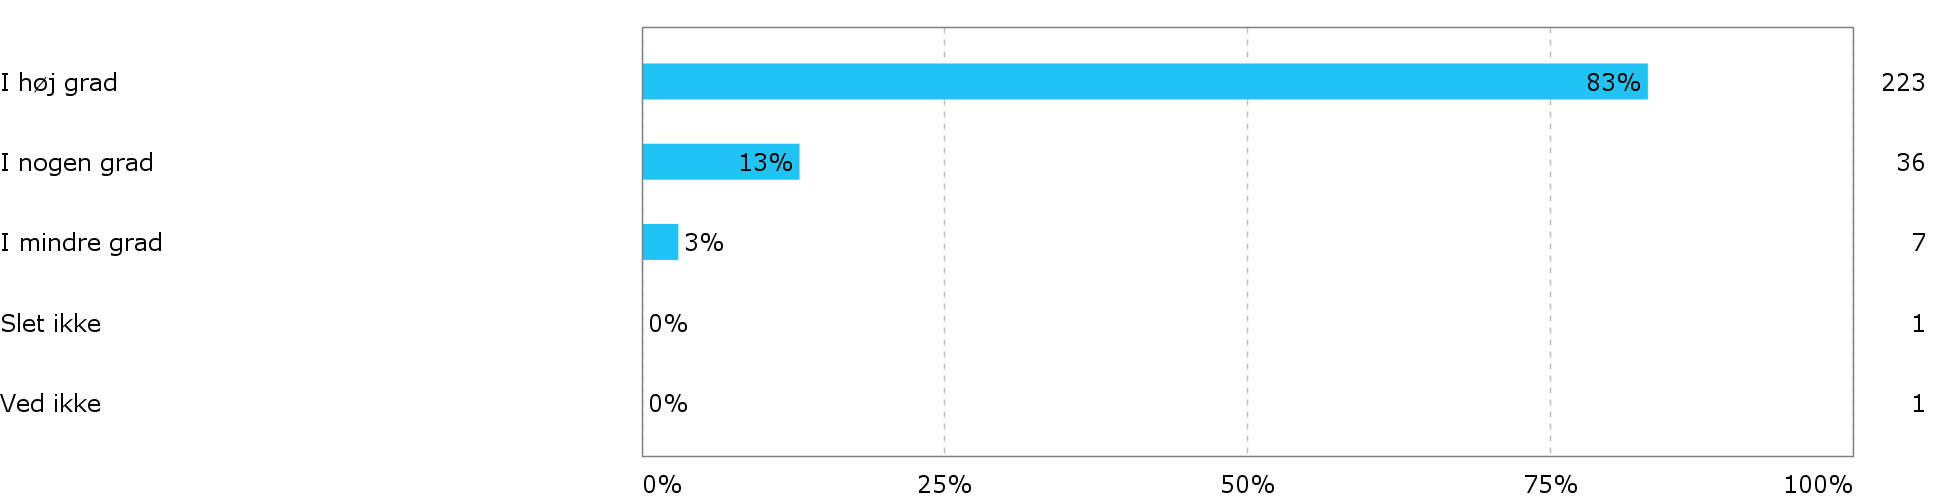 I høj grad 83% 223
I nogen grad 13% 36
I mindre grad 3% 7
Slet ikke 0% 1
Ved ikke 0% 1
0% 25% 50% 75% 100%